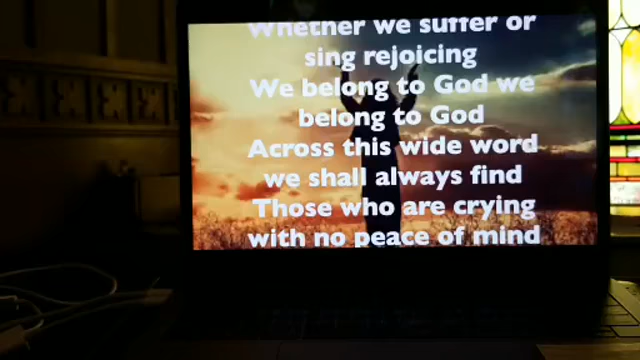 Whether we suffer or
sing rejoicing
We belong to God we
belong to God
Across this wide word
we shall always find
Those who are crying
with no peace of mind